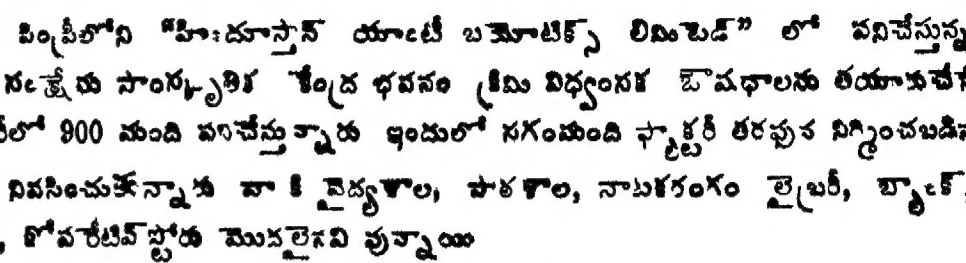 పింప్రీలోని "హిందూస్తాన్ యాంటీ బయోటిక్స్ లిమిటెడ్" లో పనిచేస్తున్న
సంక్షేమ సాంస్కృతిక కేంద్ర భవనం క్రిమి విధ్వంసక ఔషధాలను తయారుచేసే
లో 900 మంది పనిచేస్తున్నారు ఇందులో సగంమంది ఫ్యాక్టరీ తరఫున నిర్మించబడిన
నివసించుకున్నారు వారికి వైద్యశాల, పాఠశాల, నాటకరంగం లైబ్రరీ, బ్యాంక్,
, కోపరేటివ్ స్టోరు మొదలైనవి వున్నాయి